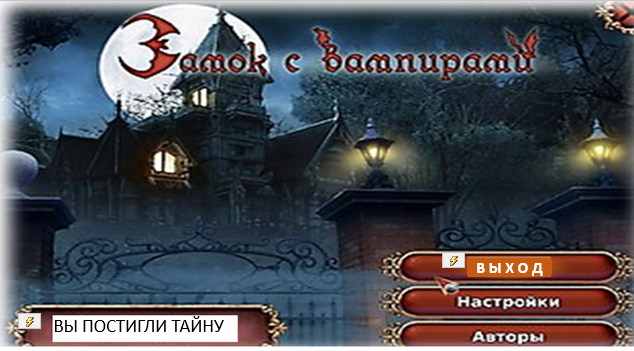 Замок с вампирами
ВЫХОД
Настройки
ВЫ ПОСТИГЛИ ТАЙНУ
Авторы